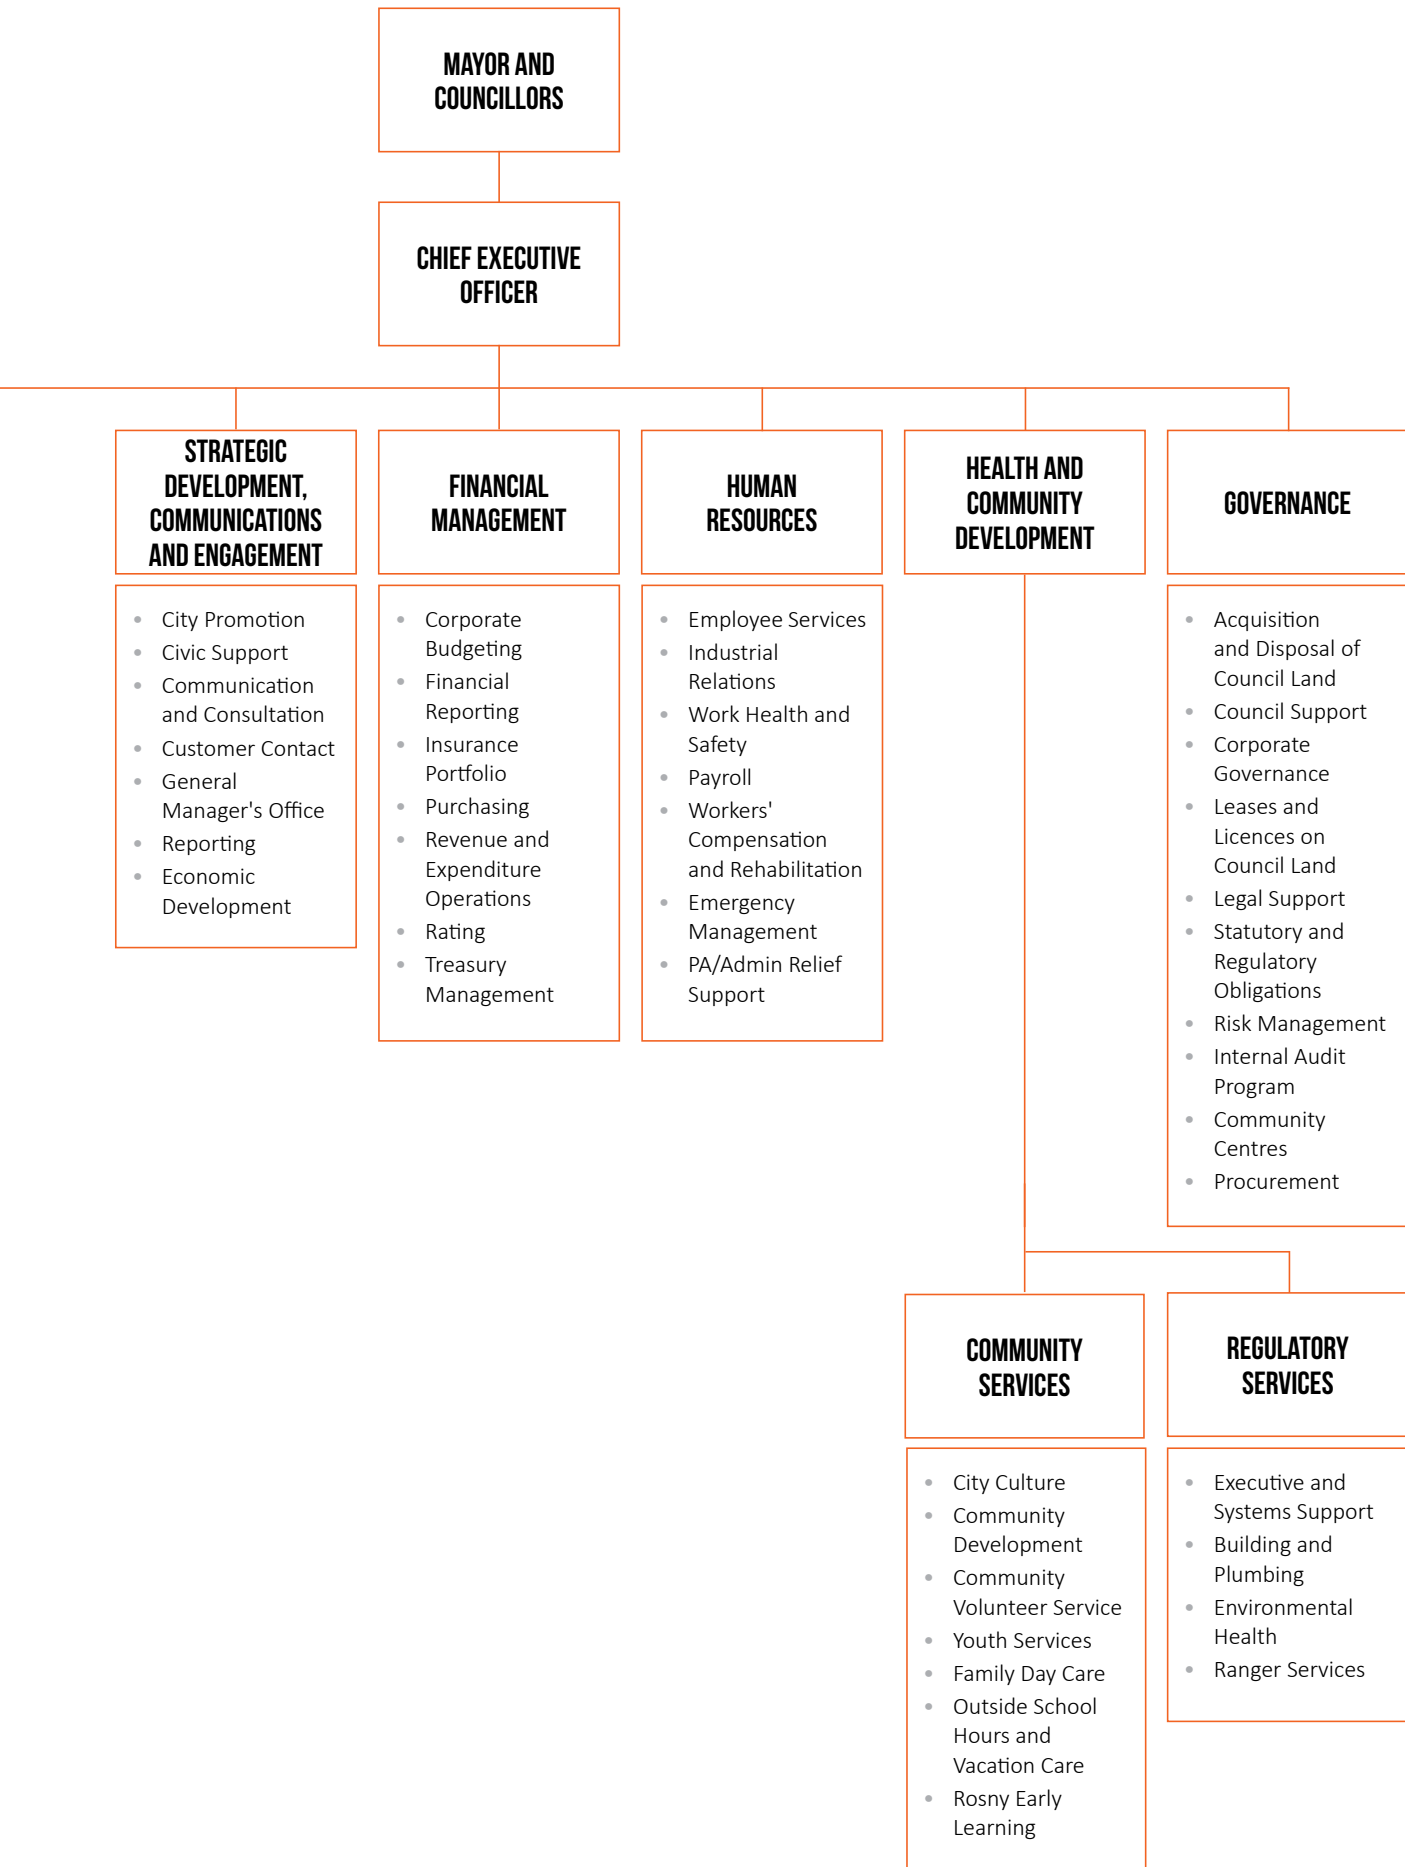 MAYOR AND
COUNCILLORS
CHIEF EXECUTIVE
OFFICER
STRATEGIC
DEVELOPMENT,
COMMUNICATIONS
AND ENGAGEMENT
• City Promotion
• Civic Support
• Communication
and Consultation
• Customer Contact
• General
Manager's Office
• Reporting
• Economic
Development
FINANCIAL
MANAGEMENT
• Corporate
Budgeting
• Financial
Reporting
• Insurance
Portfolio
• Purchasing
• Revenue and
Expenditure
Operations
• Rating
• Treasury
Management
HUMAN
RESOURCES
• Employee Services
• Industrial
Relations
• Work Health and
Safety
• Payroll
• Workers'
Compensation
and Rehabilitation
• Emergency
Management
• PA/Admin Relief
Support
HEALTH AND
COMMUNITY
DEVELOPMENT
GOVERNANCE
• Acquisition
and Disposal of
Council Land
• Council Support
• Corporate
Governance
• Leases and
Licences on
Council Land
• Legal Support
• Statutory and
Regulatory
Obligations
• Risk Management
• Internal Audit
Program
• Community
Centres
• Procurement
COMMUNITY
SERVICES
• City Culture
• Community
Development
• Community
Volunteer Service
• Youth Services
• Family Day Care
• Outside School
Hours and
Vacation Care
• Rosny Early
Learning
REGULATORY
SERVICES
• Executive and
Systems Support
• Building and
Plumbing
• Environmental
Health
• Ranger Services